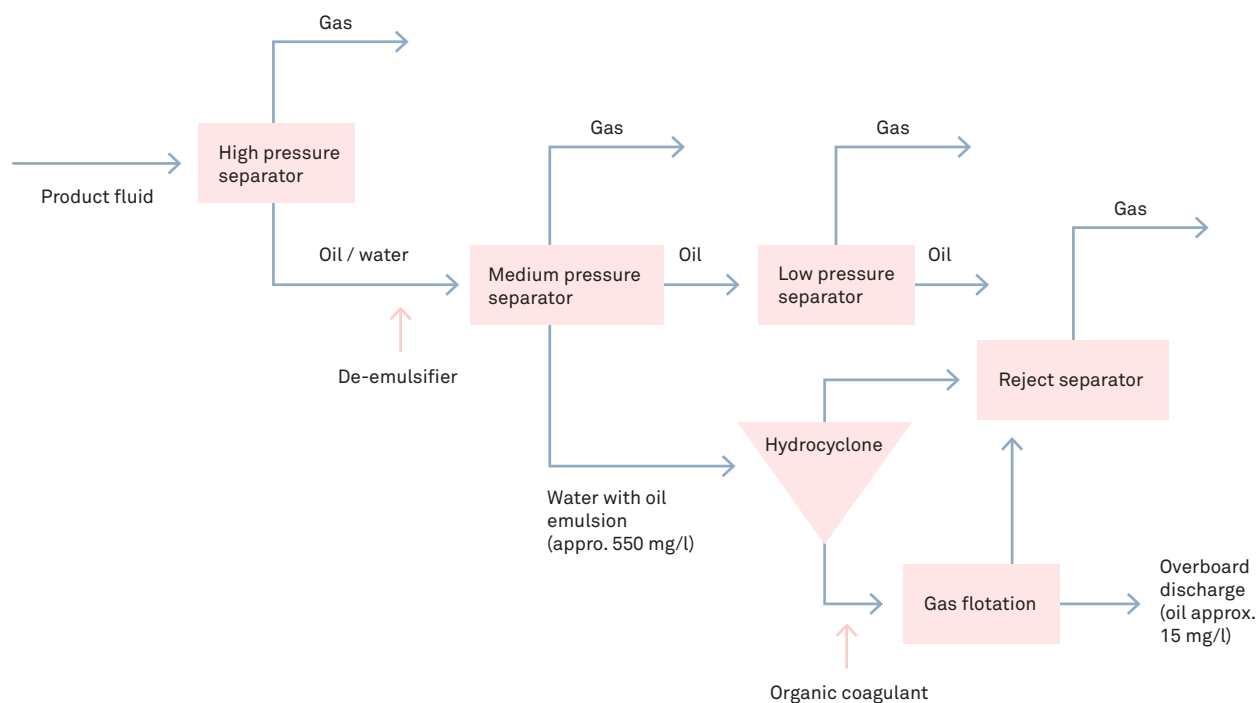 Gas
High pressure
separator
Product fluid
Gas
Gas
Oil / water
Medium pressure
separator
Oil
Low pressure
separator
Oil
Gas
De-emulsifier
Reject separator
Hydrocyclone
Water with oil
emulsion
(appro. 550 mg/l)
Gas flotation
Overboard
discharge
(oil approx.
15 mg/l)
Organic coagulant